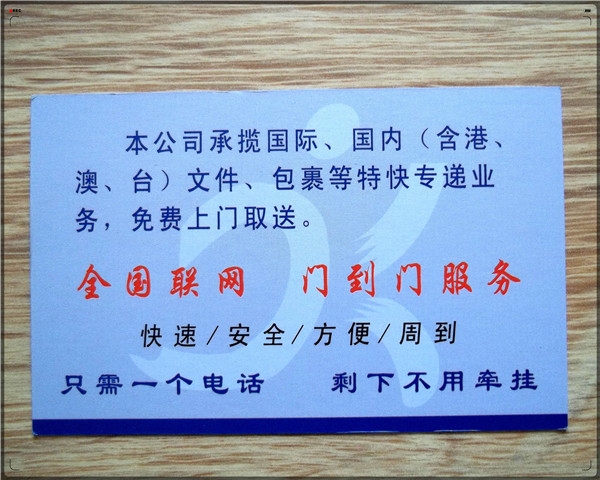 本公司承揽国际、国内（含港、
澳、台）文件、包裹等特快专递业
务，免费上门取送。
全国联网 门到门服务
快速/安全/方便/周到
只需一个电话 剩下不用牵挂